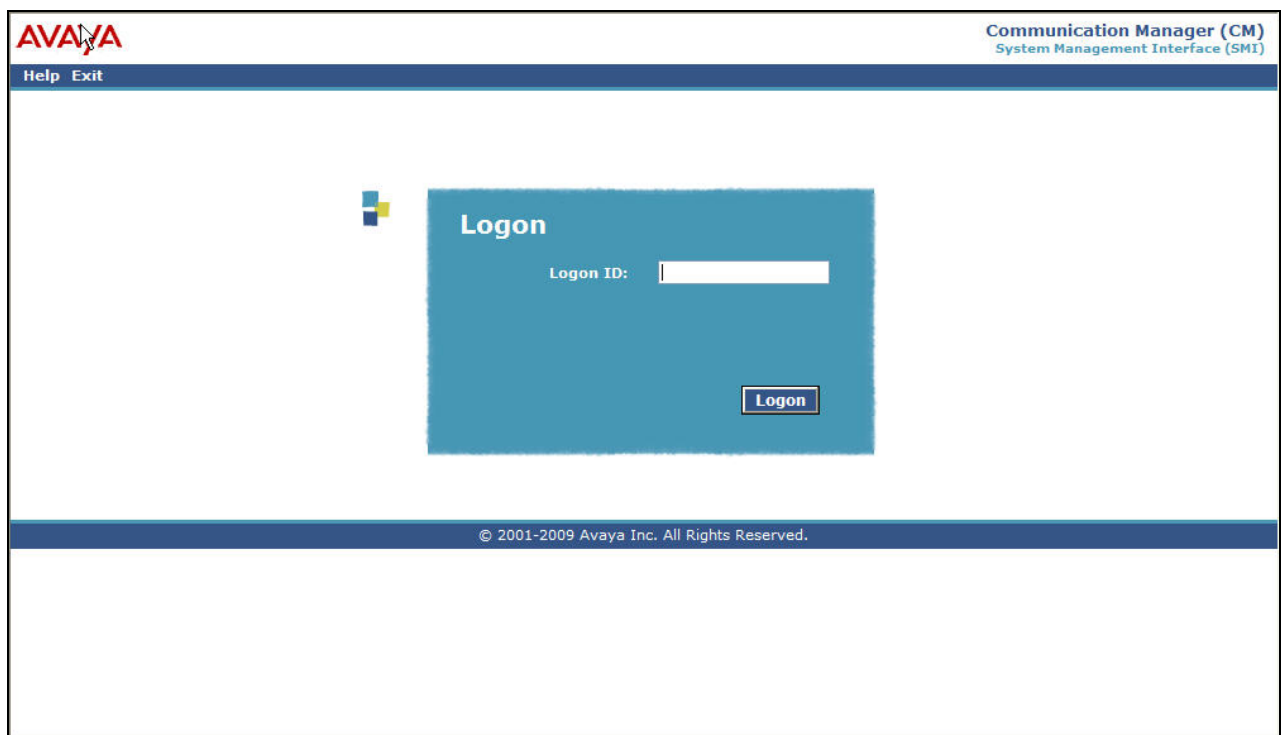 AVAYA
Communication Manager (CM)
System Management Interface (SMI)
Help Exit
Logon
Logon ID:
Logon
© 2001-2009 Avaya Inc. All Rights Reserved.